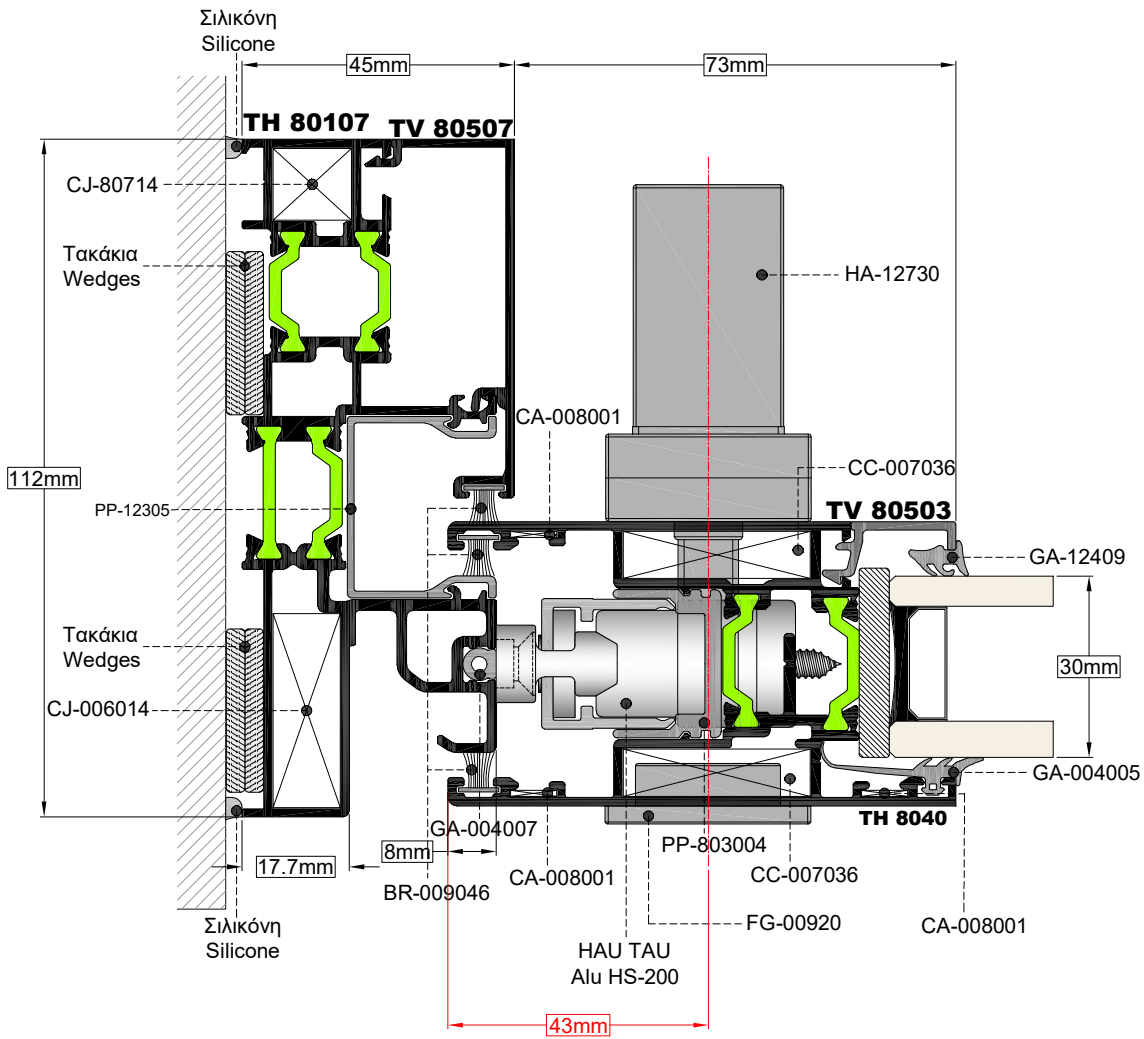 Σιλικόνη
Silicone
45mm
73mm
TH 80107
TV 80507
CJ-80714
Τακάκια
Wedges
HA-12730
CA-008001
CC-007036
112mm
PP-12305
TV 80503
GA-12409
Τακάκια
Wedges
30mm
CJ-006014
GA-004005
GA-004007
TH 8040
PP-803004
8mm
17.7mm
CA-008001
CC-007036
BR-009046
FG-00920
CA-008001
Σιλικόνη
Silicone
HAU TAU
Alu HS-200
43mm